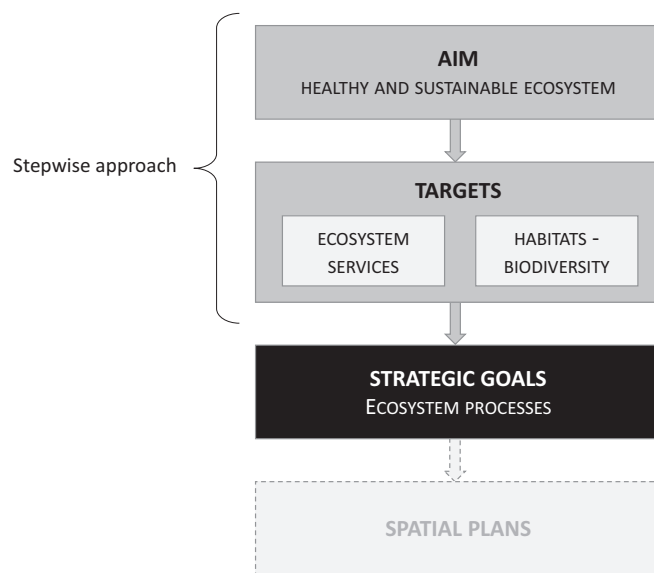 AIM
HEALTHY AND SUSTAINABLE ECOSYSTEM
Stepwise approach
TARGETS
ECOSYSTEM
SERVICES
HABITATS -
BIODIVERSITY
STRATEGIC GOALS
ECOSYSTEM PROCESSES
SPATIAL PLANS